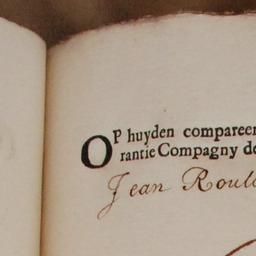 OP huyden compareer
rantie Compagny de
Jean Roul